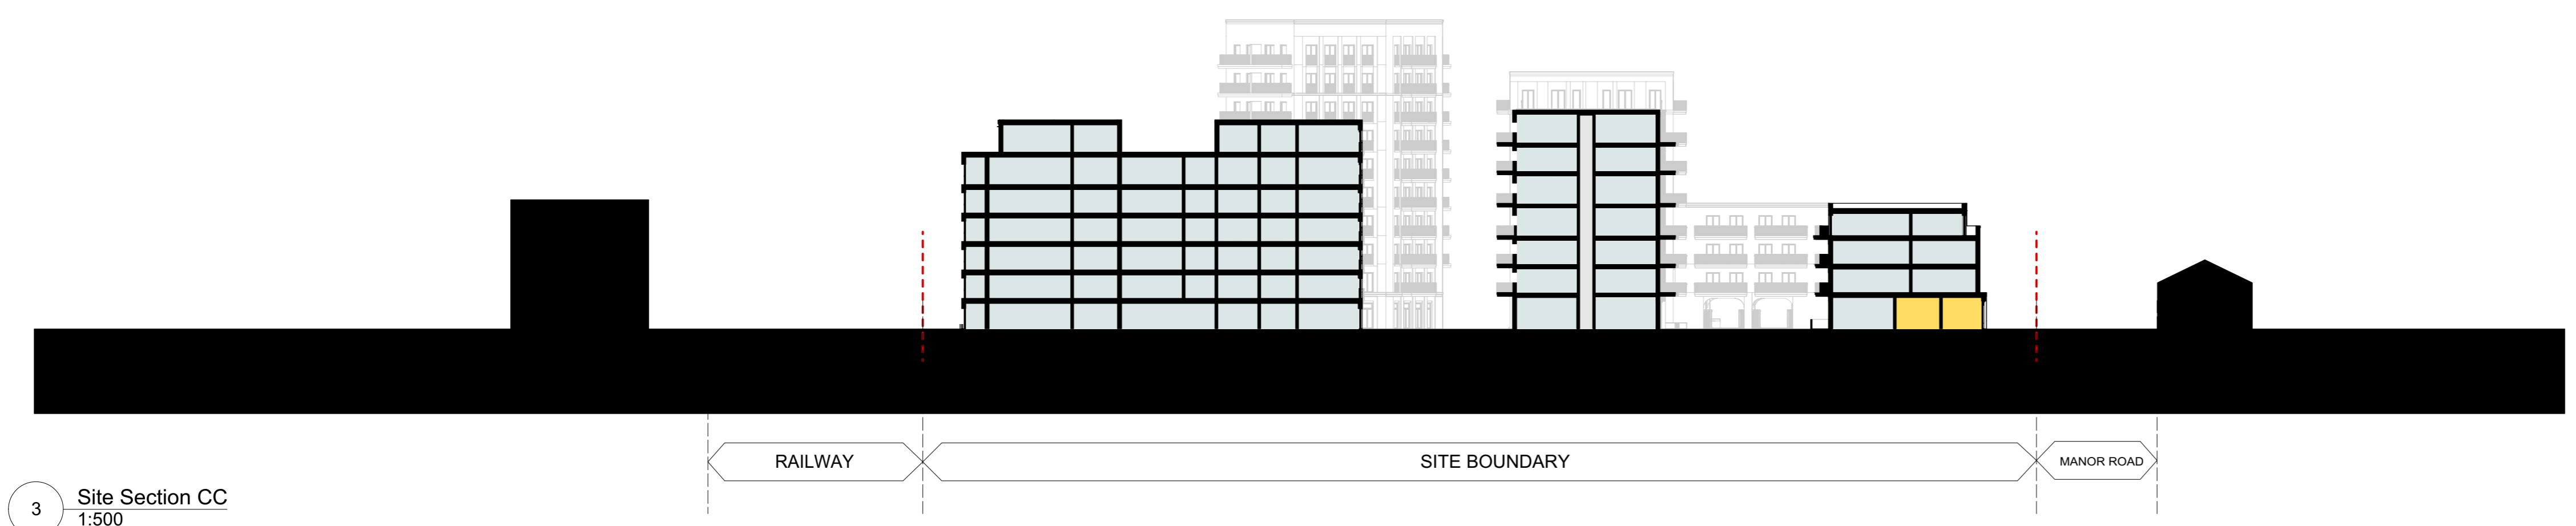 RAILWAY
SITE BOUNDARY
MANOR ROAD
3
Site Section CC
1:500